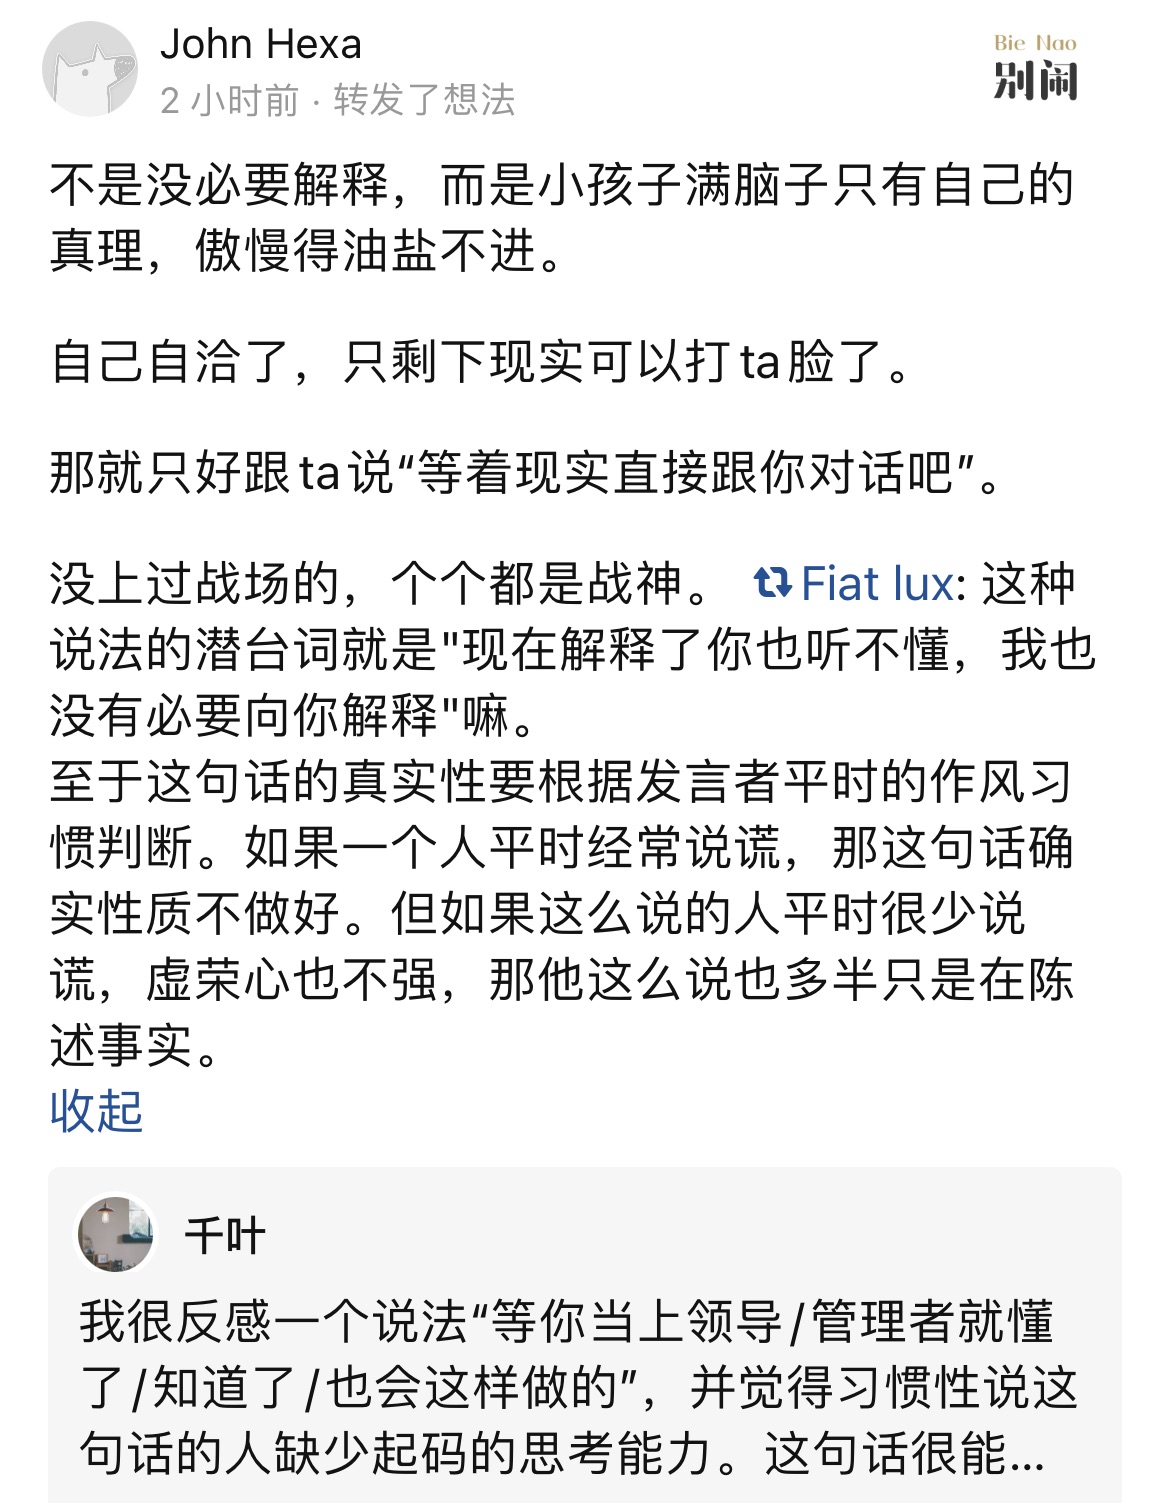 John Hexa
2 小时前 · 转发了想法
Bie Nao
别闹
不是没必要解释，而是小孩子满脑子只有自己的
真理，傲慢得油盐不进。
自己自洽了，只剩下现实可以打ta脸了。
那就只好跟ta说“等着现实直接跟你对话吧”。
没上过战场的，个个都是战神。 Fiat lux: 这种
说法的潜台词就是"现在解释了你也听不懂，我也
没有必要向你解释"嘛。
至于这句话的真实性要根据发言者平时的作风习
惯判断。如果一个人平时经常说谎，那这句话确
实性质不做好。但如果这么说的人平时很少说
谎，虚荣心也不强，那他这么说也多半只是在陈
述事实。
收起
千叶
我很反感一个说法“等你当上领导/管理者就懂
了/知道了/也会这样做的”，并觉得习惯性说这
句话的人缺少起码的思考能力。这句话很能...